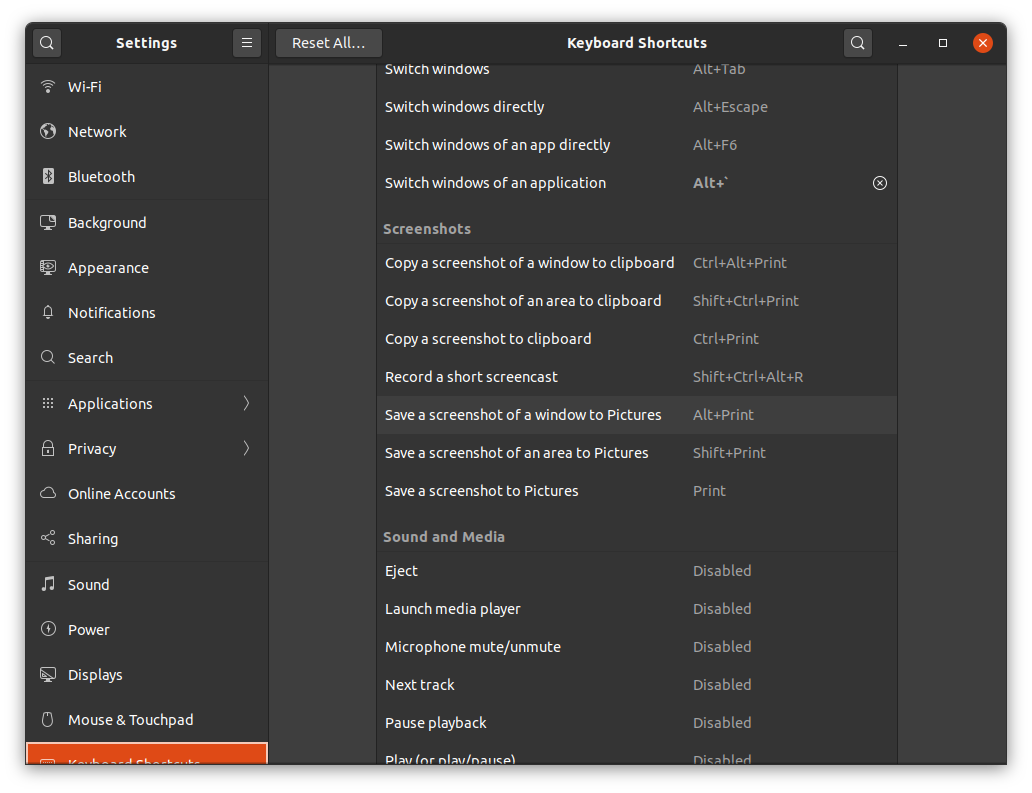 Settings
Reset All...
Keyboard Shortcuts
Wi-Fi
Network
Bluetooth
Background
Appearance
Notifications
Search
Applications
Privacy
Online Accounts
Sharing
Sound
Power
Displays
Mouse & Touchpad
Keyboard Shortcuts
Switch windows Alt+Tab
Switch windows directly Alt+Escape
Switch windows of an app directly Alt+F6
Switch windows of an application Alt+`
Screenshots
Copy a screenshot of a window to clipboard Ctrl+Alt+Print
Copy a screenshot of an area to clipboard Shift+Ctrl+Print
Copy a screenshot to clipboard Ctrl+Print
Record a short screencast Shift+Ctrl+Alt+R
Save a screenshot of a window to Pictures Alt+Print
Save a screenshot of an area to Pictures Shift+Print
Save a screenshot to Pictures Print
Sound and Media
Eject Disabled
Launch media player Disabled
Microphone mute/unmute Disabled
Next track Disabled
Pause playback Disabled
Play (or play/pause) Disabled